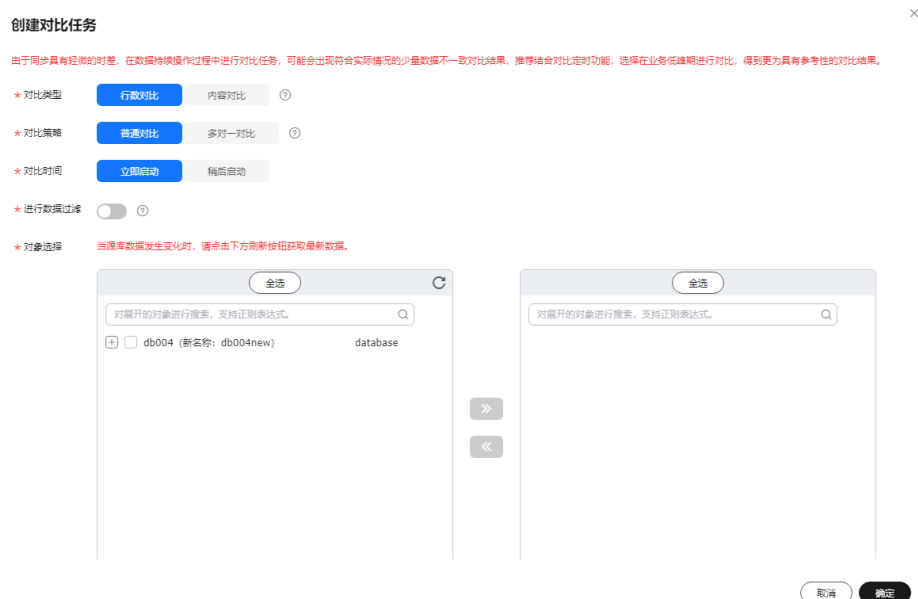 创建对比任务
由于同步具有轻微的时差，在数据持续操作过程中进行对比任务，可能会出现符合实际情况的少量数据不一致对比结果，推荐结合对比定时功能，选择在业务低峰期进行对比，得到更为具有参考性的对比结果。
* 对比类型 行数对比 内容对比 ?
* 对比策略 普通对比 多对一对比 ?
* 对比时间 立即启动 稍后启动
* 进行数据过滤 ?
* 对象选择 当源库数据发生变化时，请点击下方刷新按钮获取最新数据。
全选 全选
对展开的对象进行搜索，支持正则表达式。 对展开的对象进行搜索，支持正则表达式。
db004（新名称：db004new） database
取消 确定